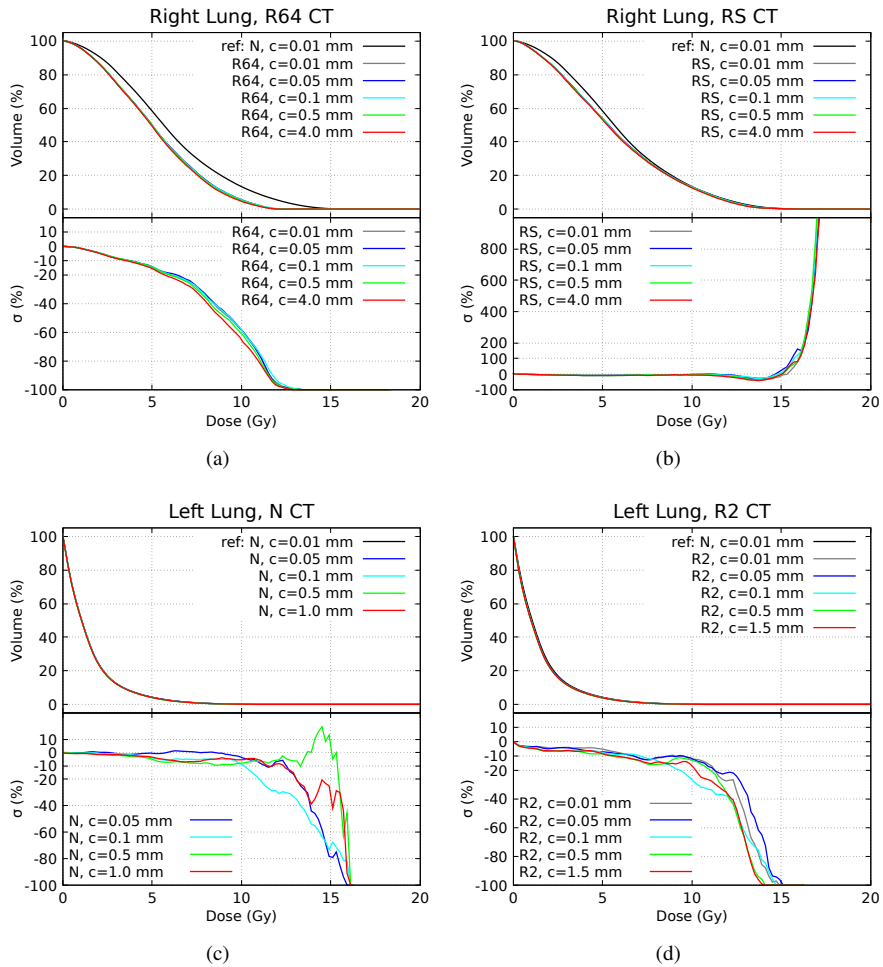 Right Lung, R64 CT
Volume (%)
100
80
60
40
20
0
ref: N, c=0.01 mm
R64, c=0.01 mm
R64, c=0.05 mm
R64, c=0.1 mm
R64, c=0.5 mm
R64, c=4.0 mm
σ (%)
10
0
-10
-20
-40
-60
-80
-100
R64, c=0.01 mm
R64, c=0.05 mm
R64, c=0.1 mm
R64, c=0.5 mm
R64, c=4.0 mm
0 5 10 15 20
Dose (Gy)
(a)
Right Lung, RS CT
Volume (%)
100
80
60
40
20
0
ref: N, c=0.01 mm
RS, c=0.01 mm
RS, c=0.05 mm
RS, c=0.1 mm
RS, c=0.5 mm
RS, c=4.0 mm
σ (%)
800
600
400
200
100
0
-100
RS, c=0.01 mm
RS, c=0.05 mm
RS, c=0.1 mm
RS, c=0.5 mm
RS, c=4.0 mm
0 5 10 15 20
Dose (Gy)
(b)
Left Lung, N CT
Volume (%)
100
80
60
40
20
0
ref: N, c=0.01 mm
N, c=0.05 mm
N, c=0.1 mm
N, c=0.5 mm
N, c=1.0 mm
σ (%)
10
0
-10
-20
-40
-60
-80
-100
N, c=0.05 mm
N, c=0.1 mm
N, c=0.5 mm
N, c=1.0 mm
0 5 10 15 20
Dose (Gy)
(c)
Left Lung, R2 CT
Volume (%)
100
80
60
40
20
0
ref: N, c=0.01 mm
R2, c=0.01 mm
R2, c=0.05 mm
R2, c=0.1 mm
R2, c=0.5 mm
R2, c=1.5 mm
σ (%)
10
0
-10
-20
-40
-60
-80
-100
R2, c=0.01 mm
R2, c=0.05 mm
R2, c=0.1 mm
R2, c=0.5 mm
R2, c=1.5 mm
0 5 10 15 20
Dose (Gy)
(d)